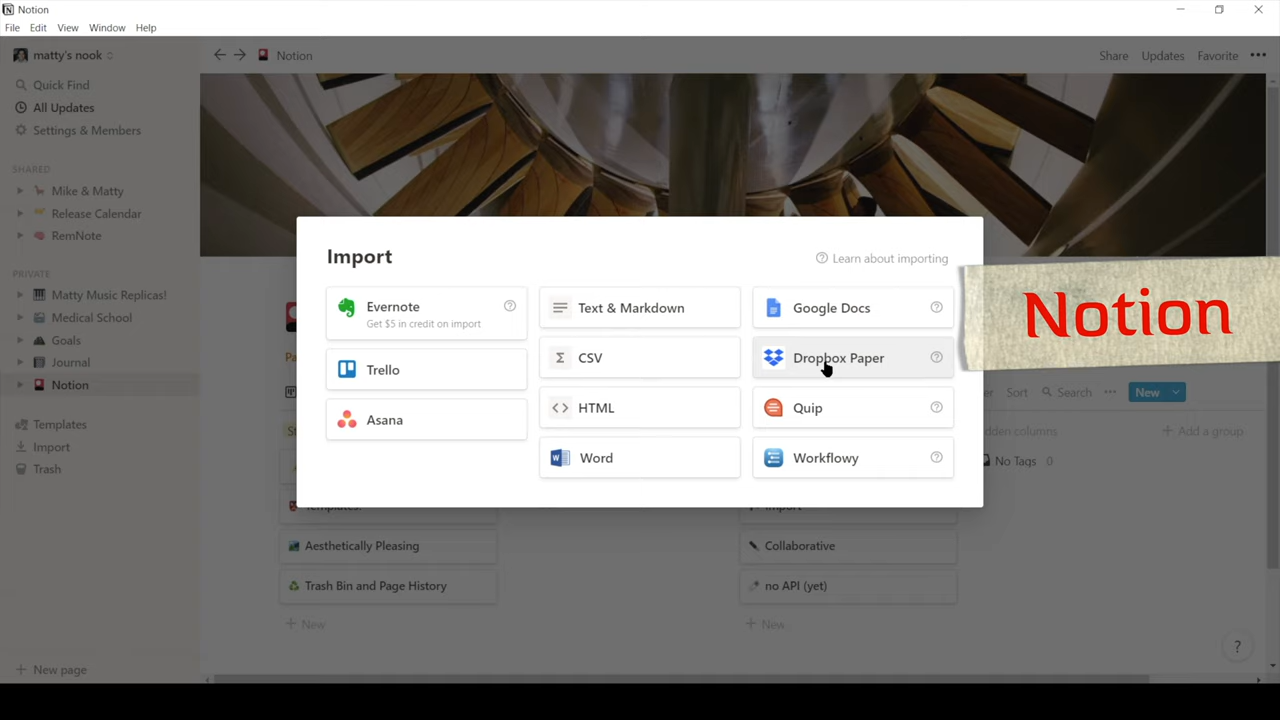 Notion
File Edit View Window Help
matty's nook
Notion
Share Updates Favorite
Quick Find
All Updates
Settings & Members
SHARED
Mike & Matty
Release Calendar
RemNote
PRIVATE
Matty Music Replicas!
Medical School
Goals
Journal
Notion
Templates
Import
Trash
New page
Import
Learn about importing
Evernote
Get $5 in credit on import
Trello
Asana
Text & Markdown
CSV
HTML
Word
Google Docs
Dropbox Paper
Quip
Workflowy
Notion
Sort Search New
Add a group
No Tags 0
Aesthetically Pleasing
Trash Bin and Page History
New
Collaborative
no API (yet)
New
?